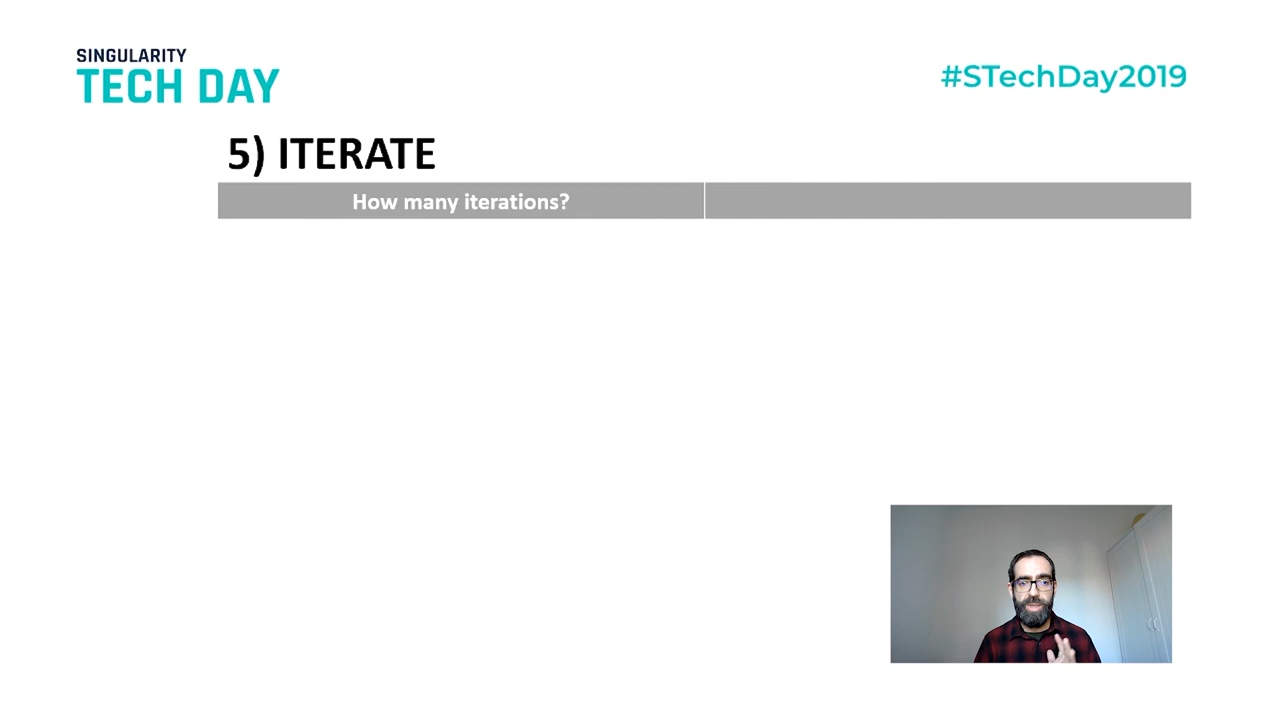 SINGULARITY
TECH DAY
#STechDay2019
5) ITERATE
How many iterations?